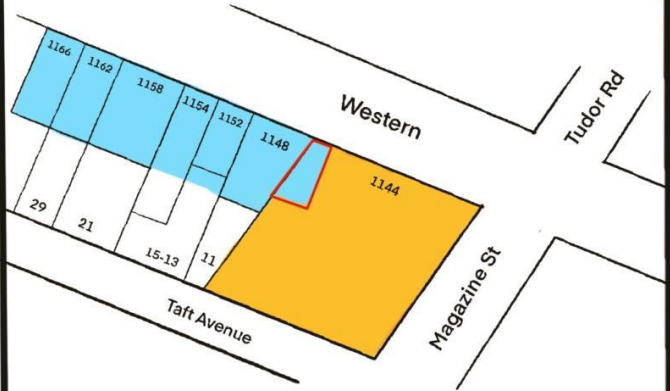 1166
1162
1158
1154
1152
1148
Western
Tudor Rd
1144
29
21
15-13
11
Magazine St
Taft Avenue